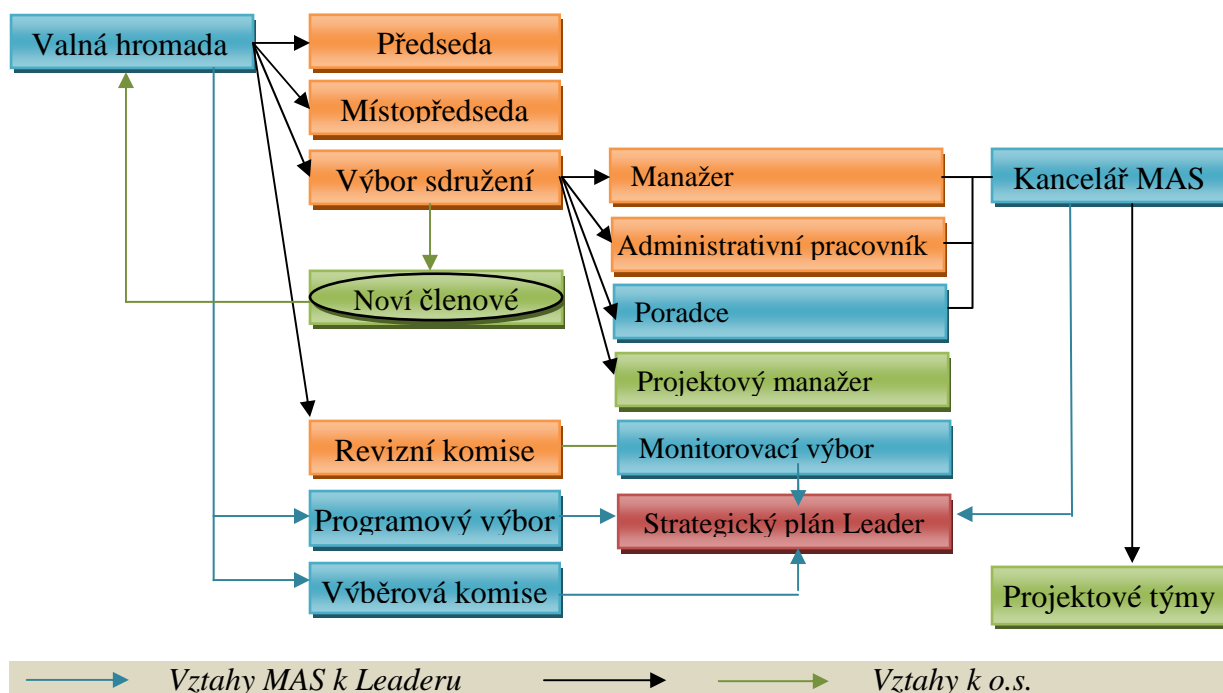 Valná hromada
Předseda
Místopředseda
Výbor sdružení
Manažer
Kancelář MAS
Administrativní pracovník
Noví členové
Poradce
Projektový manažer
Revizní komise
Monitorovací výbor
Programový výbor
Strategický plán Leader
Výběrová komise
Projektové týmy
Vztahy MAS k Leaderu
Vztahy k o.s.